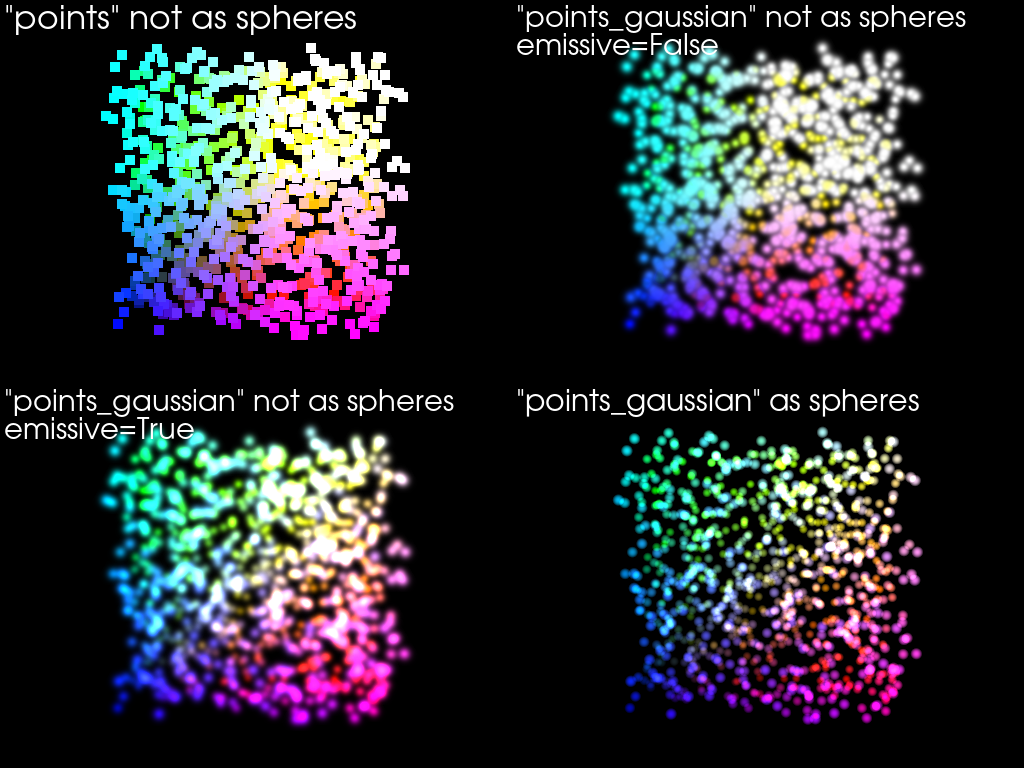 "points" not as spheres
"points_gaussian" not as spheres
emissive=False
"points_gaussian" not as spheres
emissive=True
"points_gaussian" as spheres